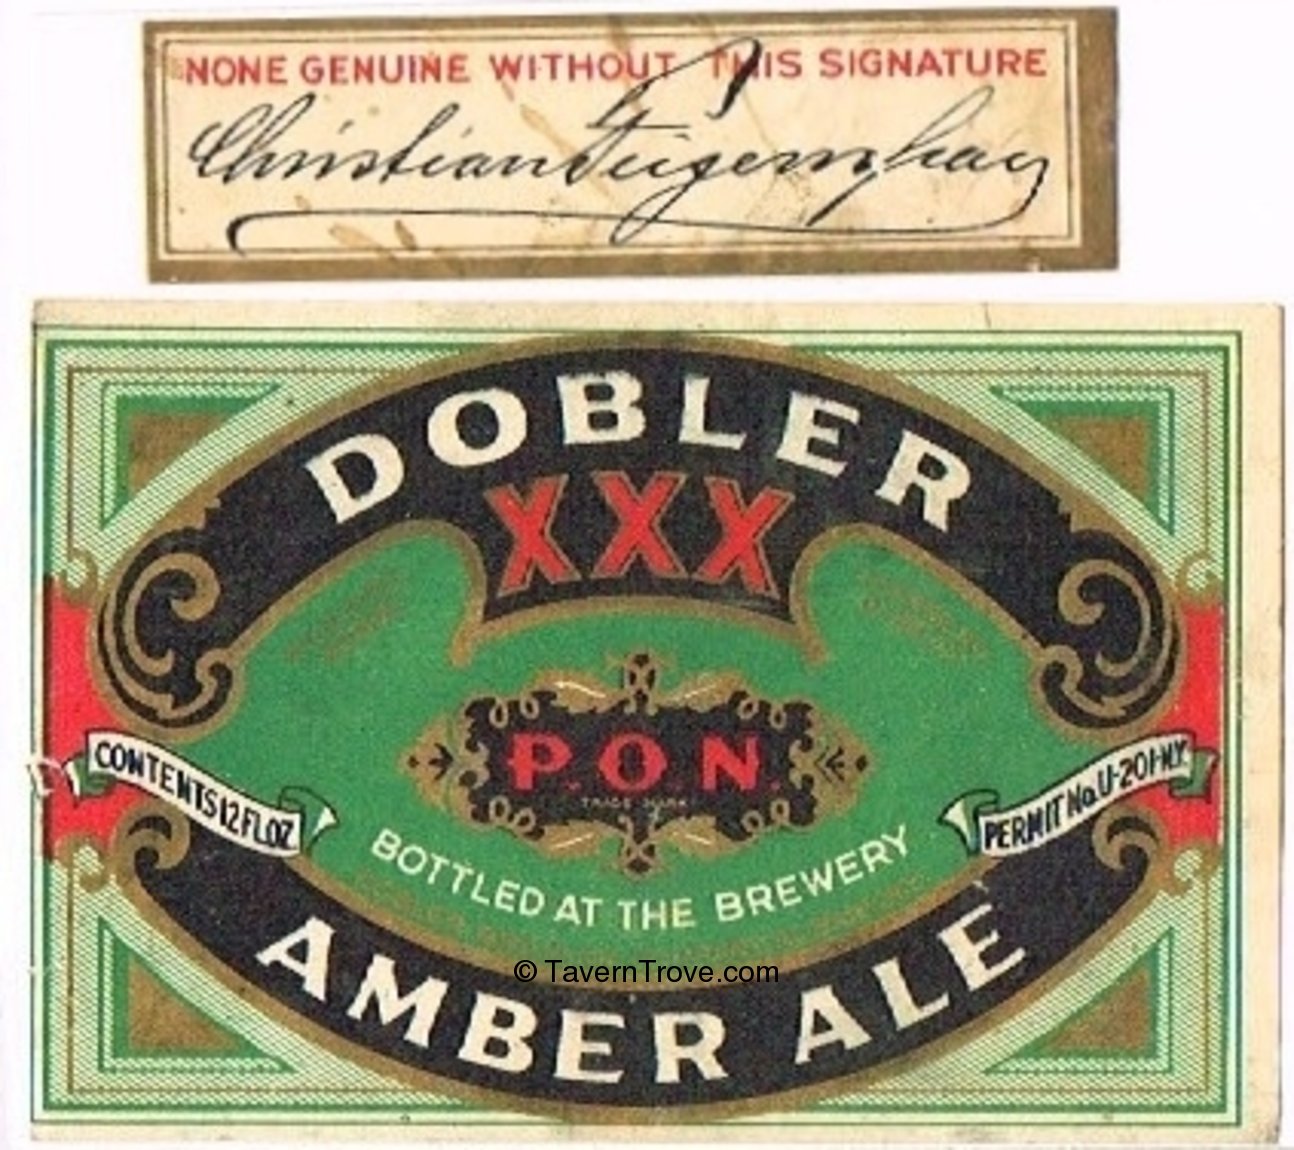 NONE GENUINE WITHOUT THIS SIGNATURE
Christian Feigenspan
DOBLER
XXX
P.O.N.
TRADE MARK
CONTENTS 12 FL.OZ.
PERMIT No. U-201-N.Y.
BOTTLED AT THE BREWERY
© TavernTrove.com
AMBER ALE